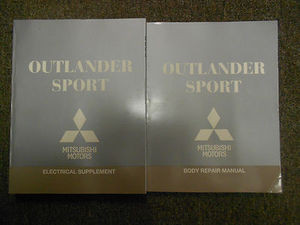 OUTLANDER
SPORT
MITSUBISHI
MOTORS
ELECTRICAL SUPPLEMENT
OUTLANDER
SPORT
MITSUBISHI
MOTORS
BODY REPAIR MANUAL